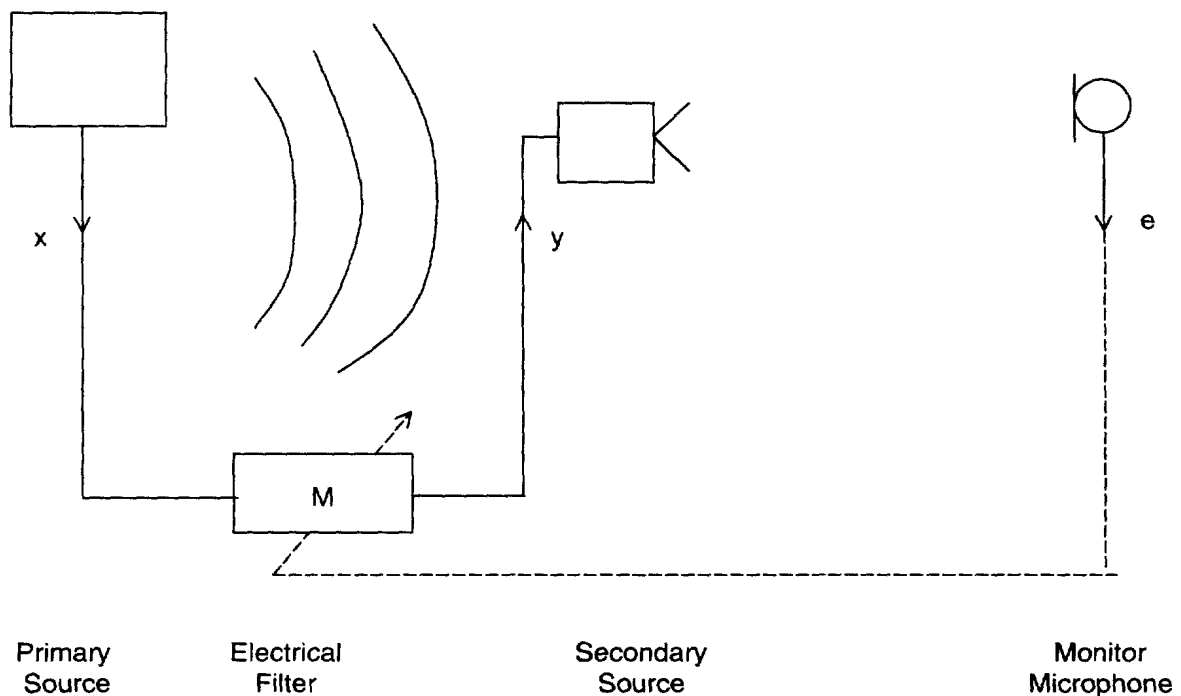 x
y
e
M
Primary
Source
Electrical
Filter
Secondary
Source
Monitor
Microphone